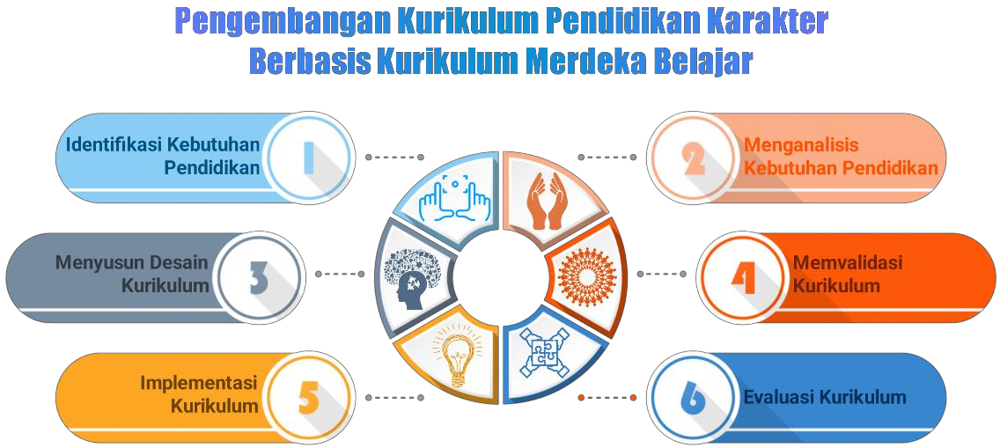 Pengembangan Kurikulum Pendidikan Karakter
Berbasis Kurikulum Merdeka Belajar
Identifikasi Kebutuhan
Pendidikan
1
2
Menganalisis
Kebutuhan Pendidikan
Menyusun Desain
Kurikulum
3
4
Memvalidasi
Kurikulum
Implementasi
Kurikulum
5
6
Evaluasi Kurikulum